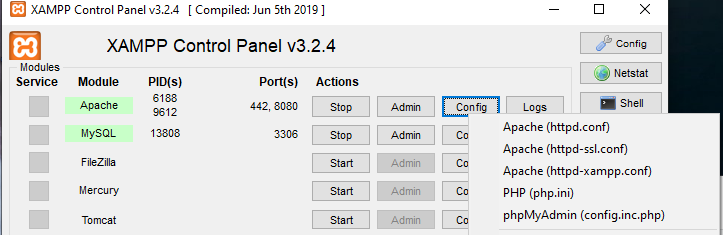 XAMPP Control Panel v3.2.4 [ Compiled: Jun 5th 2019 ]
XAMPP Control Panel v3.2.4
Config
Modules
Service Module PID(s) Port(s) Actions
Netstat
Apache 6188 442, 8080 Stop Admin Config Logs
9612
Shell
MySQL 13808 3306 Stop Admin Co
FileZilla Start Admin Co
Mercury Start Admin Co
Tomcat Start Admin Co
Apache (httpd.conf)
Apache (httpd-ssl.conf)
Apache (httpd-xampp.conf)
PHP (php.ini)
phpMyAdmin (config.inc.php)